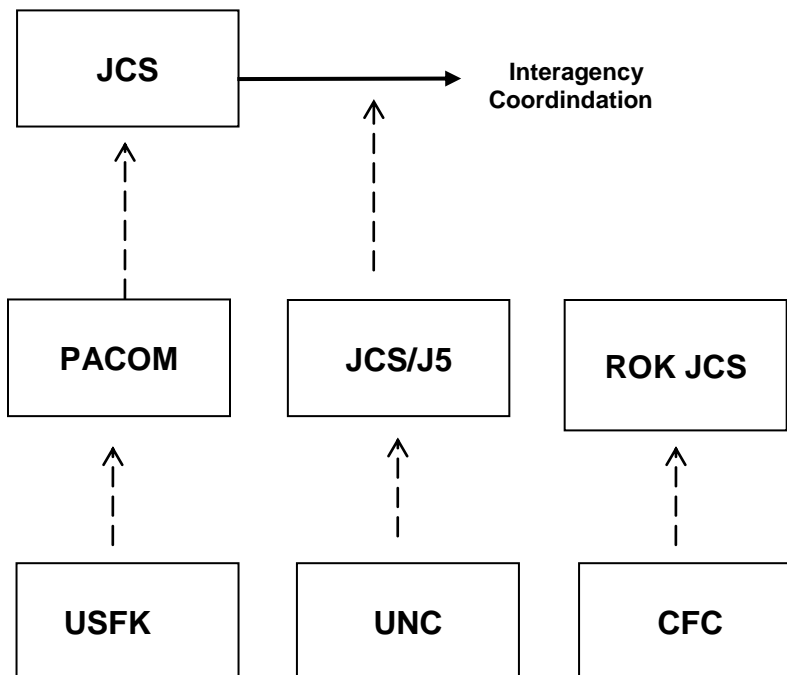 JCS
Interagency
Coordindation
PACOM
JCS/J5
ROK JCS
USFK
UNC
CFC